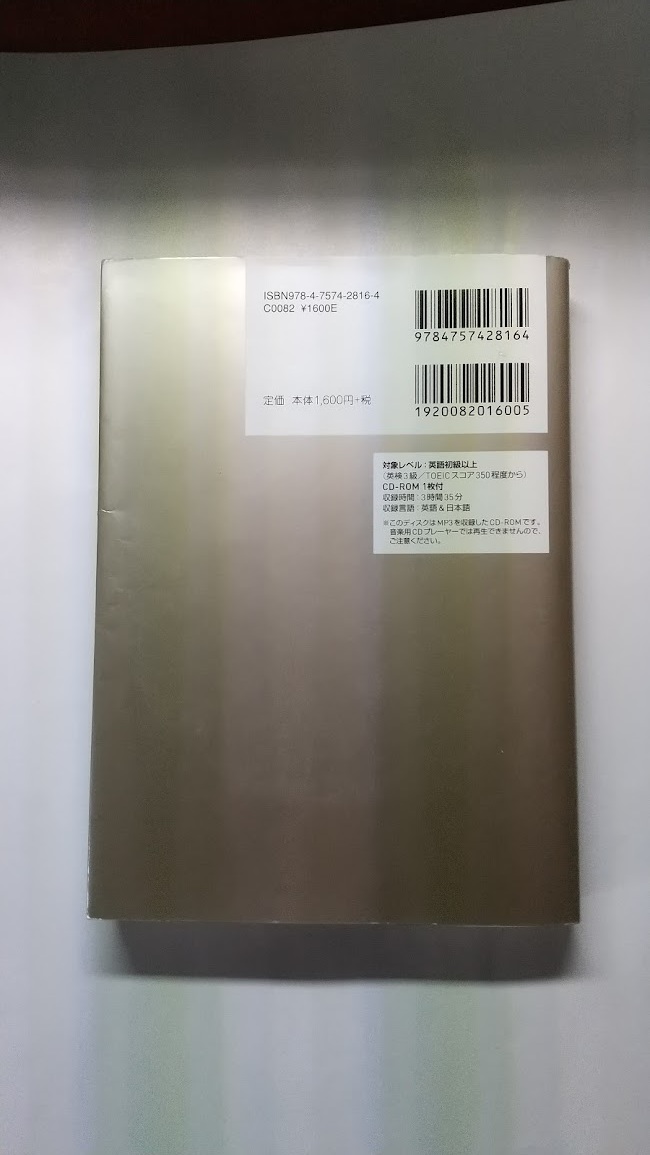 ISBN978-4-7574-2816-4
C0082 ¥1600E
9784757428164
定価 本体1,600円+税
1920082016005
対象レベル：英語初級以上
（英検3級／TOEICスコア350程度から）
CD-ROM 1枚付
収録時間：3時間35分
収録言語：英語＆日本語
※このディスクはMP3を収録したCD-ROMです。
音楽用CDプレーヤーでは再生できませんので、
ご注意ください。